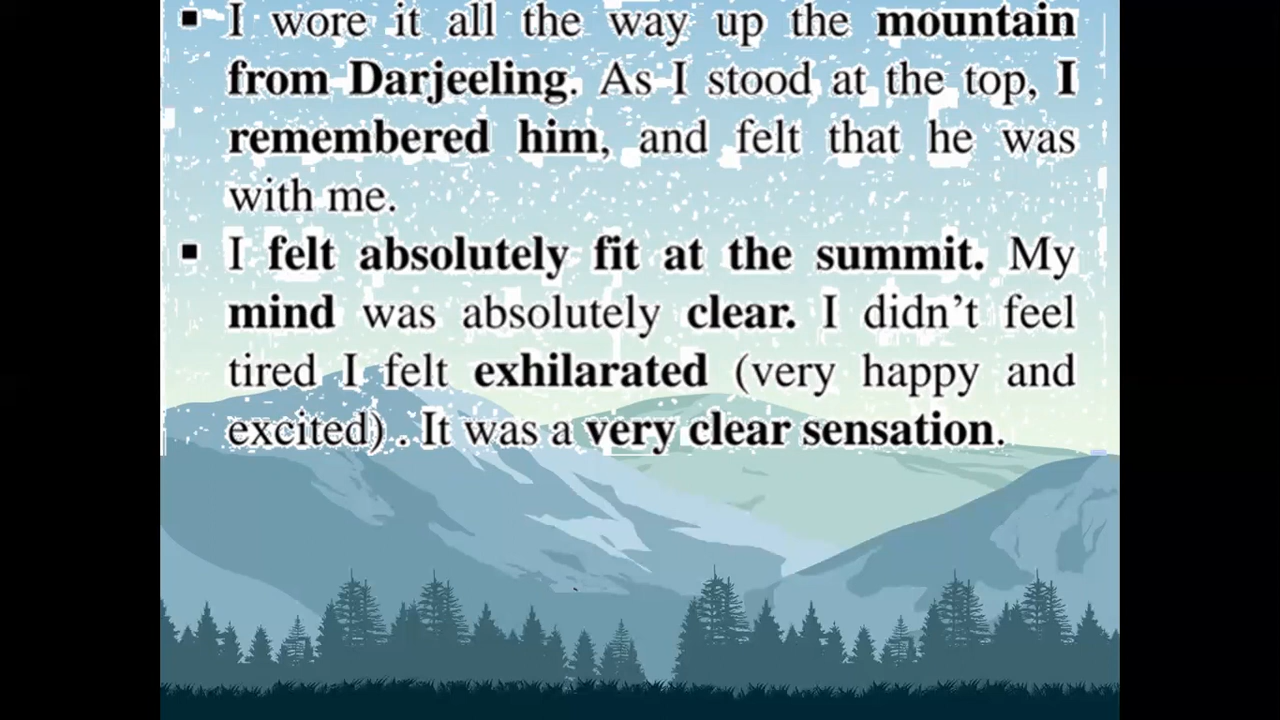 ▪ I wore it all the way up the mountain
from Darjeeling. As I stood at the top, I
remembered him, and felt that he was
with me.
▪ I felt absolutely fit at the summit. My
mind was absolutely clear. I didn’t feel
tired I felt exhilarated (very happy and
excited) . It was a very clear sensation.